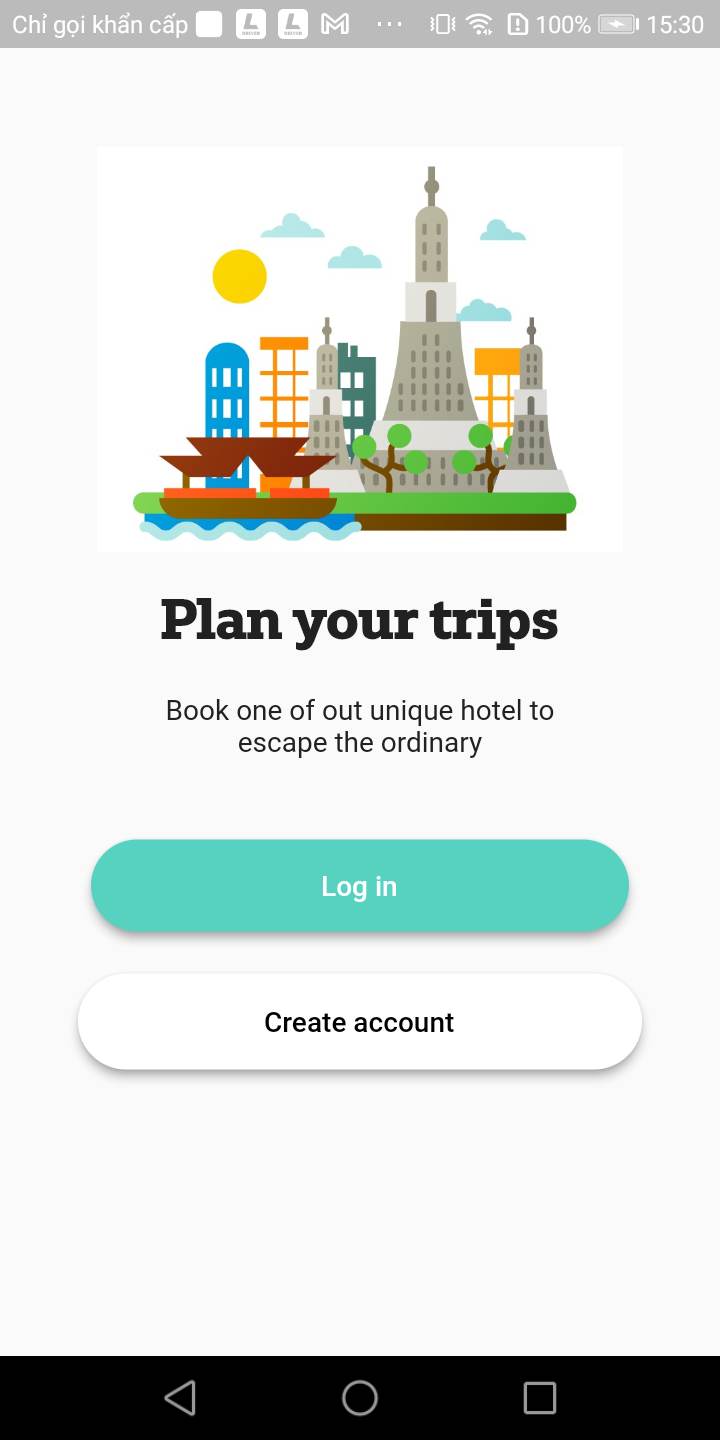 Chỉ gọi khẩn cấp 100% 15:30
Plan your trips
Book one of out unique hotel to
escape the ordinary
Log in
Create account